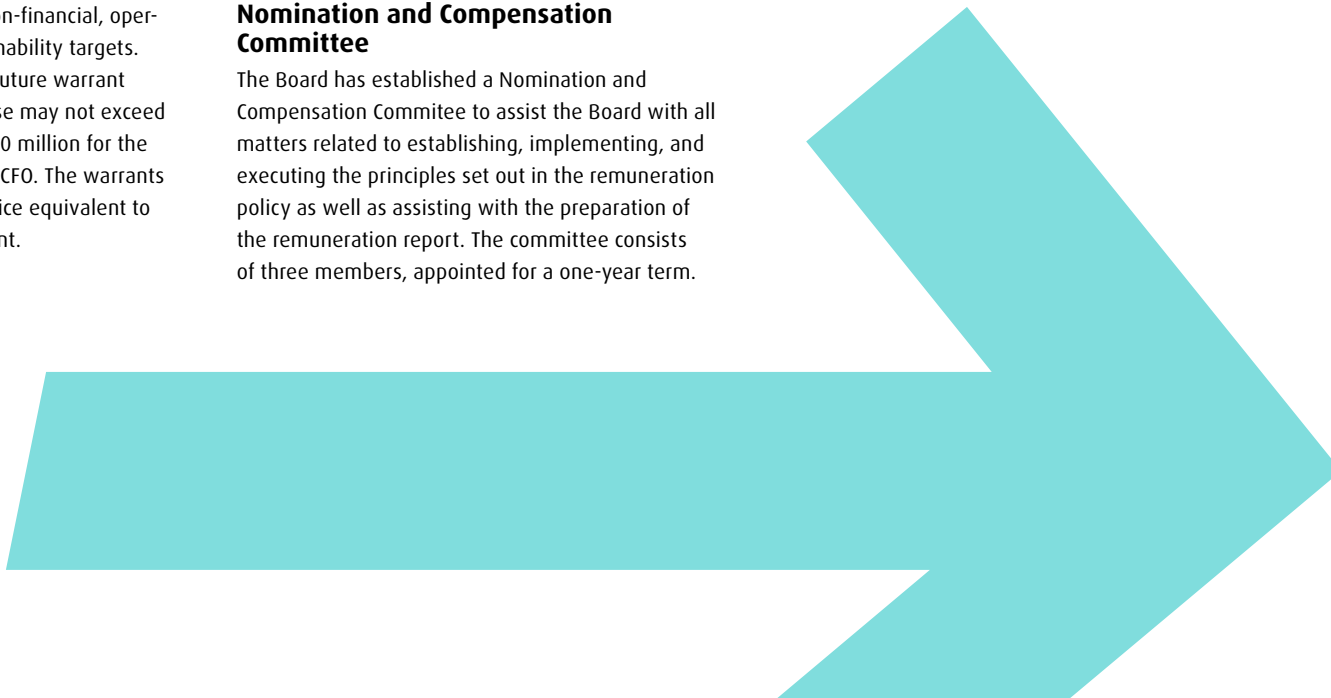 on-financial, oper-
nability targets.
uture warrant
se may not exceed
0 million for the
CFO. The warrants
ice equivalent to
nt.
Nomination and Compensation
Committee
The Board has established a Nomination and
Compensation Commitee to assist the Board with all
matters related to establishing, implementing, and
executing the principles set out in the remuneration
policy as well as assisting with the preparation of
the remuneration report. The committee consists
of three members, appointed for a one-year term.